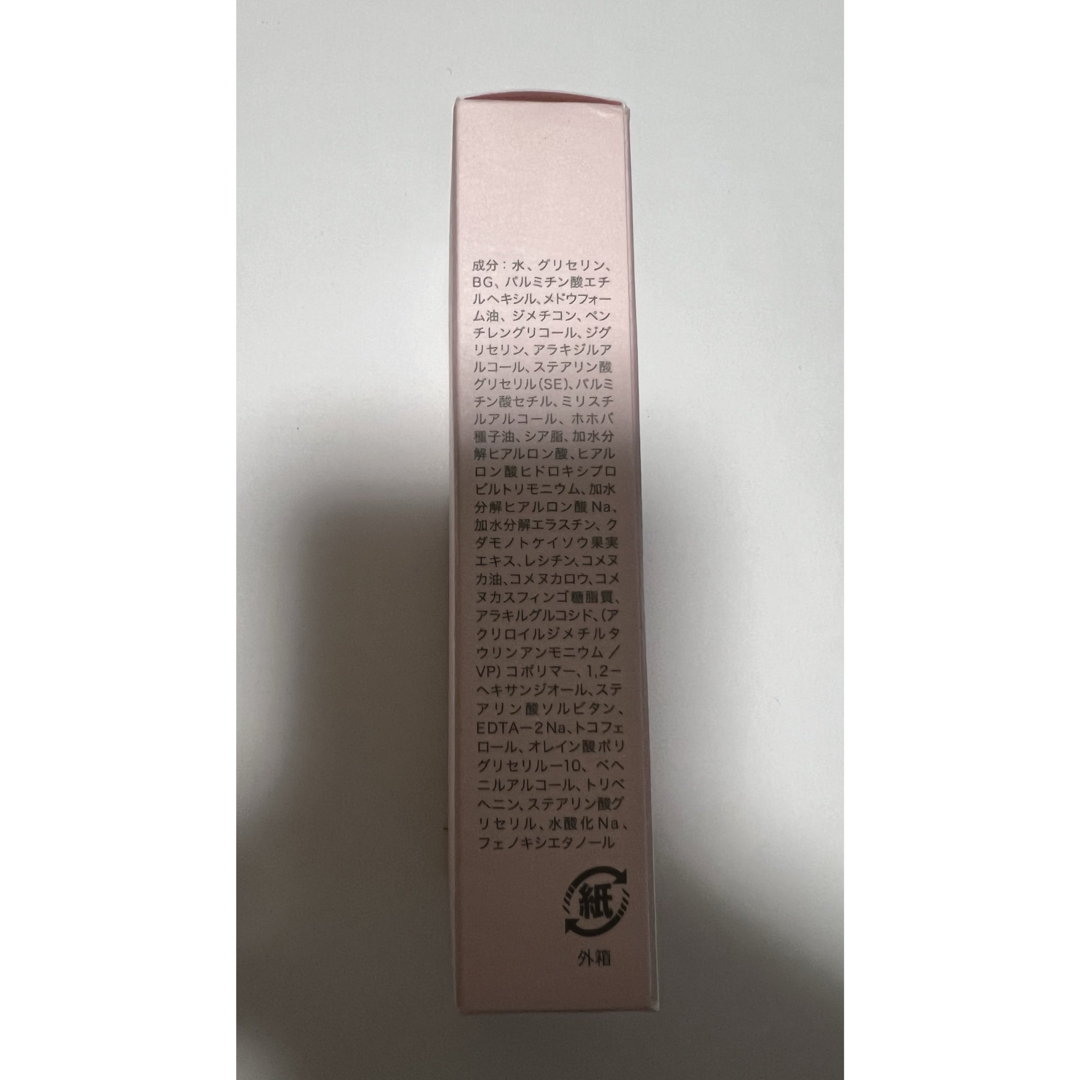 成分：水、グリセリン、
BG、パルミチン酸エチ
ルヘキシル、メドウフォー
ム油、ジメチコン、ペン
チレングリコール、ジグ
リセリン、アラキジルア
ルコール、ステアリン酸
グリセリル(SE)、パルミ
チン酸セチル、ミリスチ
ルアルコール、ホホバ
種子油、シア脂、加水分
解ヒアルロン酸、ヒアル
ロン酸ヒドロキシプロ
ピルトリモニウム、加水
分解ヒアルロン酸Na、
加水分解エラスチン、ク
ダモノトケイソウ果実
エキス、レシチン、コメヌ
カ油、コメヌカロウ、コメ
ヌカスフィンゴ糖脂質、
アラキルグルコシド、(ア
クリロイルジメチルタ
ウリンアンモニウム／
VP)コポリマー、1,2－
ヘキサンジオール、ステ
アリン酸ソルビタン、
EDTAー2Na、トコフェ
ロール、オレイン酸ポリ
グリセリルー10、ベヘ
ニルアルコール、トリベ
ヘニン、ステアリン酸グ
リセリル、水酸化Na、
フェノキシエタノール
紙
外箱